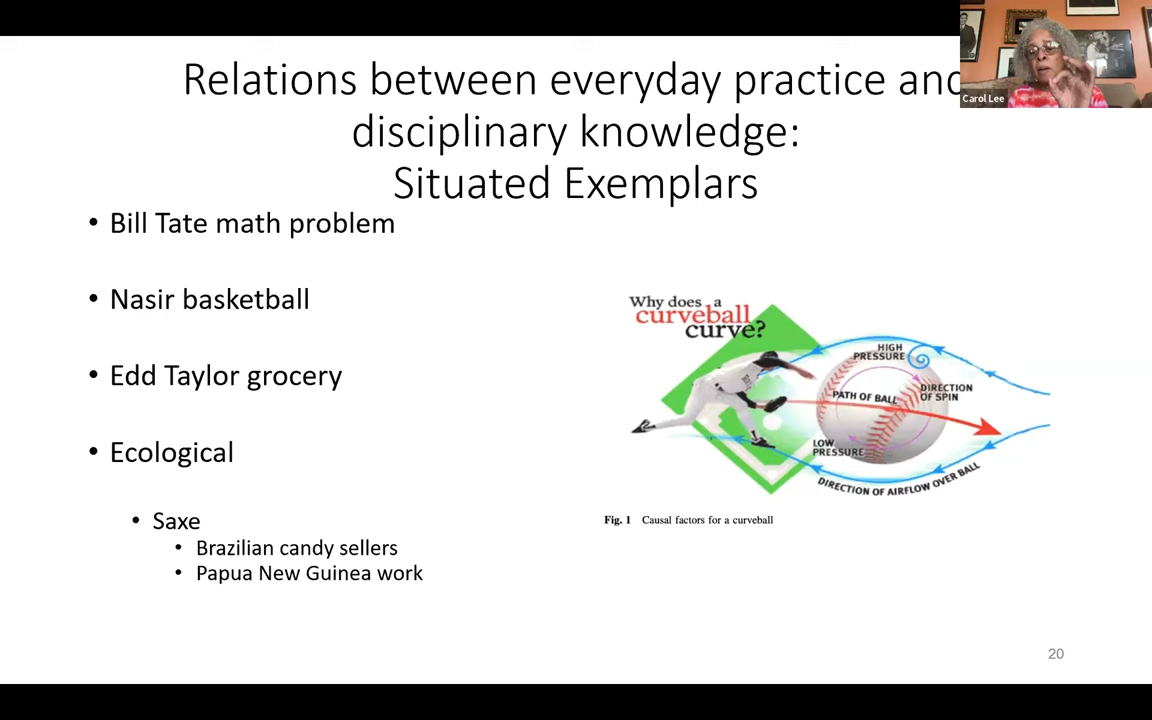 Relations between everyday practice and
disciplinary knowledge:
Situated Exemplars
Carol Lee
• Bill Tate math problem
• Nasir basketball
• Edd Taylor grocery
• Ecological
• Saxe
• Brazilian candy sellers
• Papua New Guinea work
Why does a
curveball
curve?
HIGH
PRESSURE
DIRECTION
OF SPIN
PATH OF BALL
LOW
PRESSURE
DIRECTION OF AIRFLOW OVER BALL
Fig. 1 Causal factors for a curveball
20